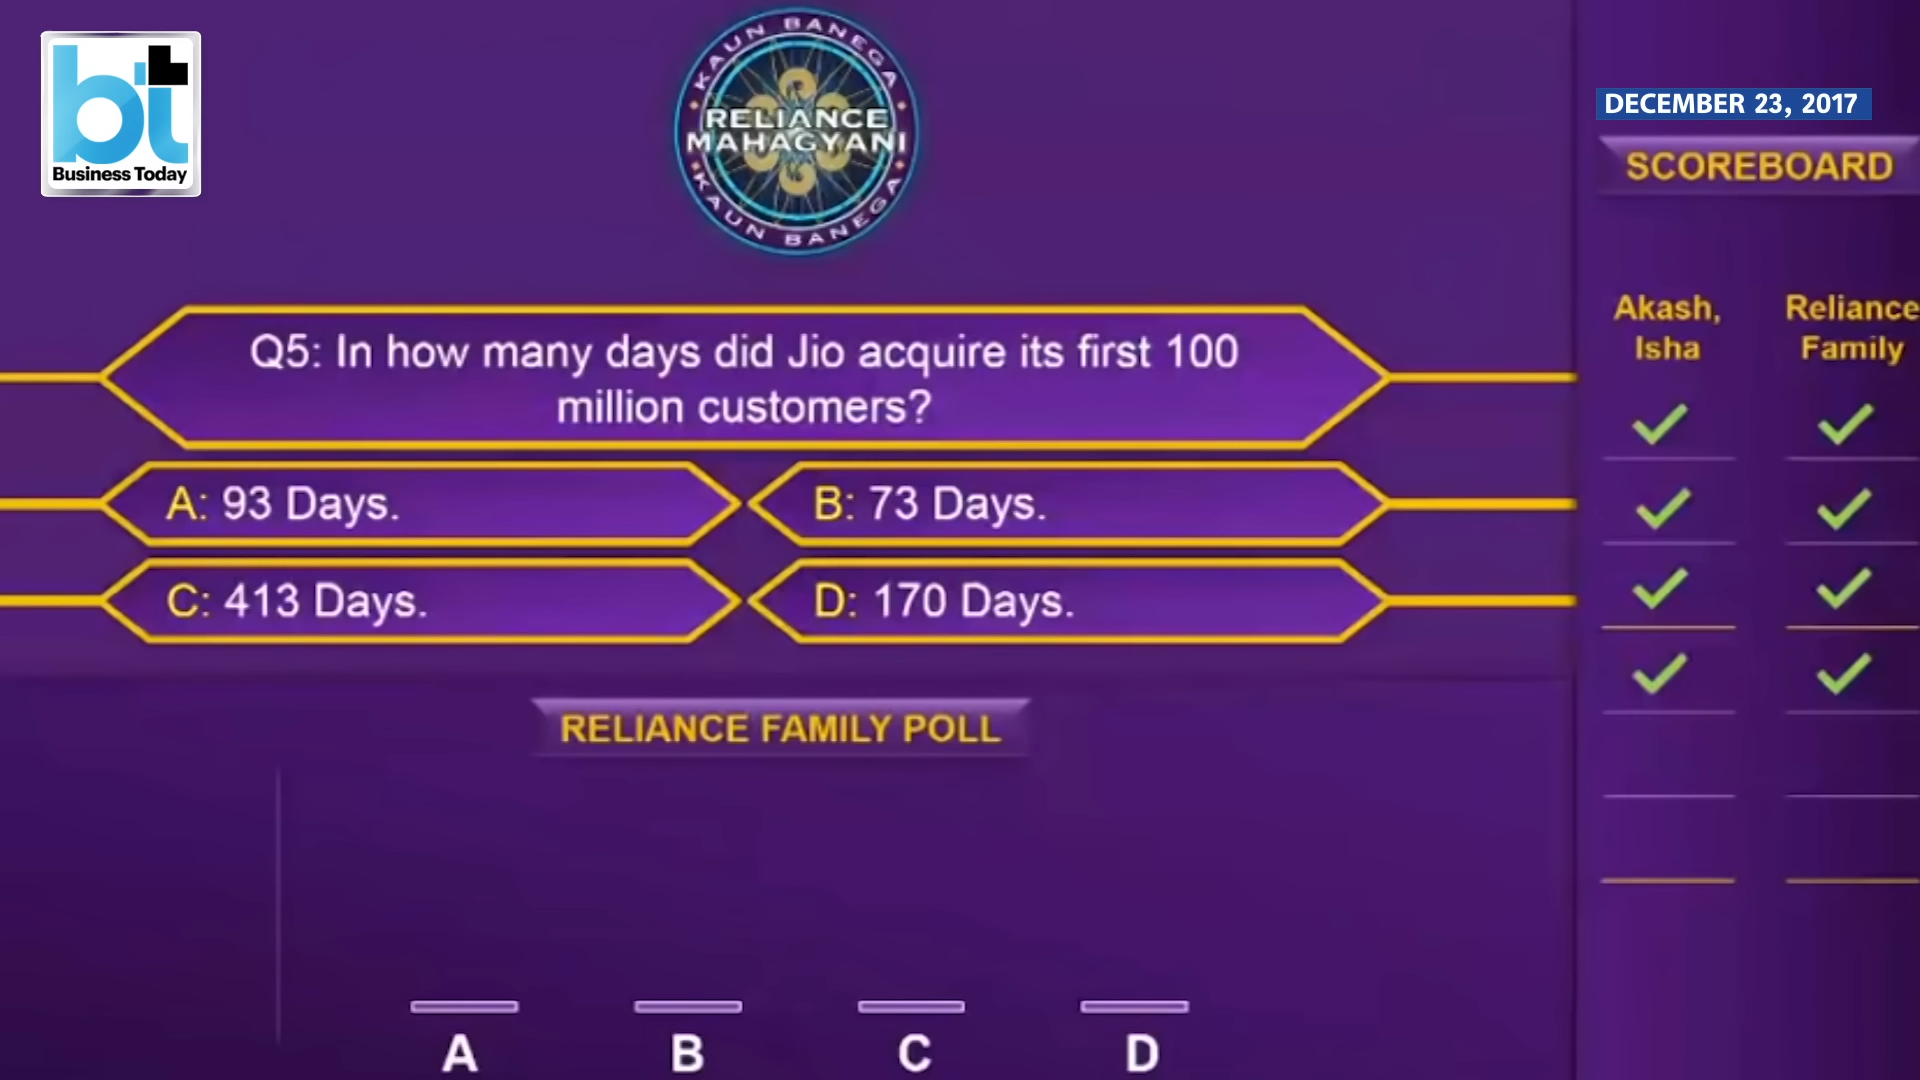 bt
Business Today
KAUN BANEGA
RELIANCE
MAHAGYANI
KAUN BANEGA
DECEMBER 23, 2017
SCOREBOARD
Akash,
Isha
Reliance
Family
Q5: In how many days did Jio acquire its first 100
million customers?
A: 93 Days.
B: 73 Days.
C: 413 Days.
D: 170 Days.
RELIANCE FAMILY POLL
A
B
C
D